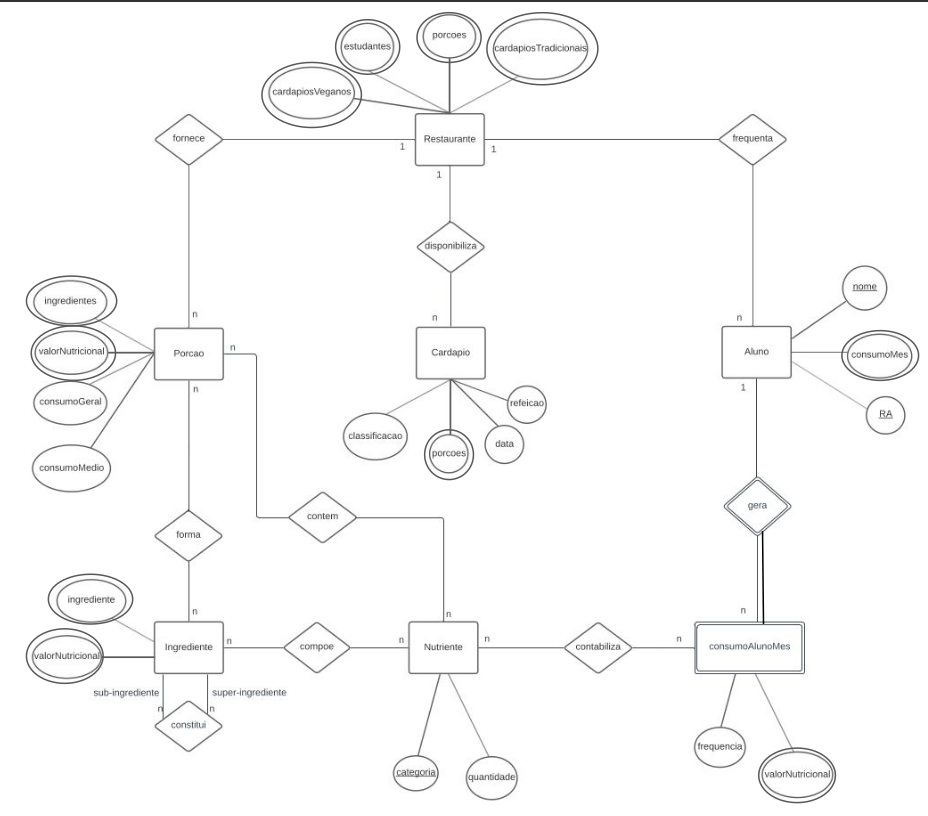 porcoes
estudantes
cardapiosTradicionais
cardapiosVeganos
fornece
Restaurante
frequenta
1
1
1
disponibiliza
nome
ingredientes
n
n
n
valorNutricional
Porcao
n
Cardapio
Aluno
consumoMes
n
1
consumoGeral
refeicao
RA
classificacao
data
porcoes
consumoMedio
gera
contem
forma
ingrediente
n
n
n
Ingrediente
n
compoe
n
Nutriente
n
contabiliza
n
consumoAlunoMes
valorNutricional
sub-ingrediente
super-ingrediente
n
n
constitui
frequencia
categoria
quantidade
valorNutricional